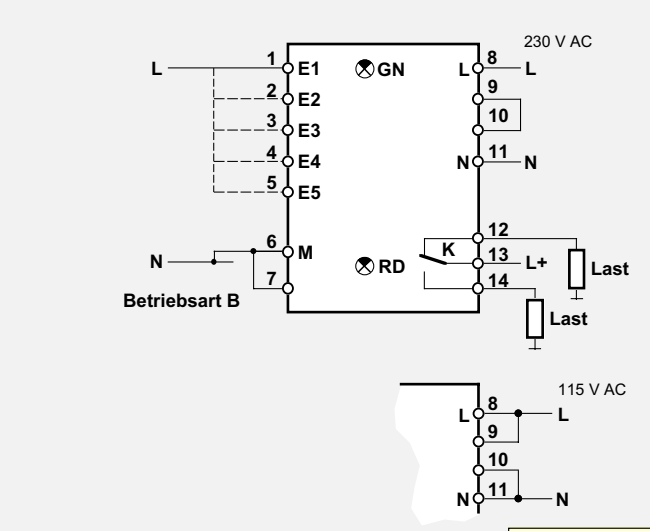 230 V AC
L 1 E1 GN L 8 L
2 E2 9
3 E3 10
4 E4 N 11 N
5 E5
12
6 M K
N 13 L+ Last
RD
7 14
Betriebsart B
Last
115 V AC
L 8 L
9
10
N 11 N